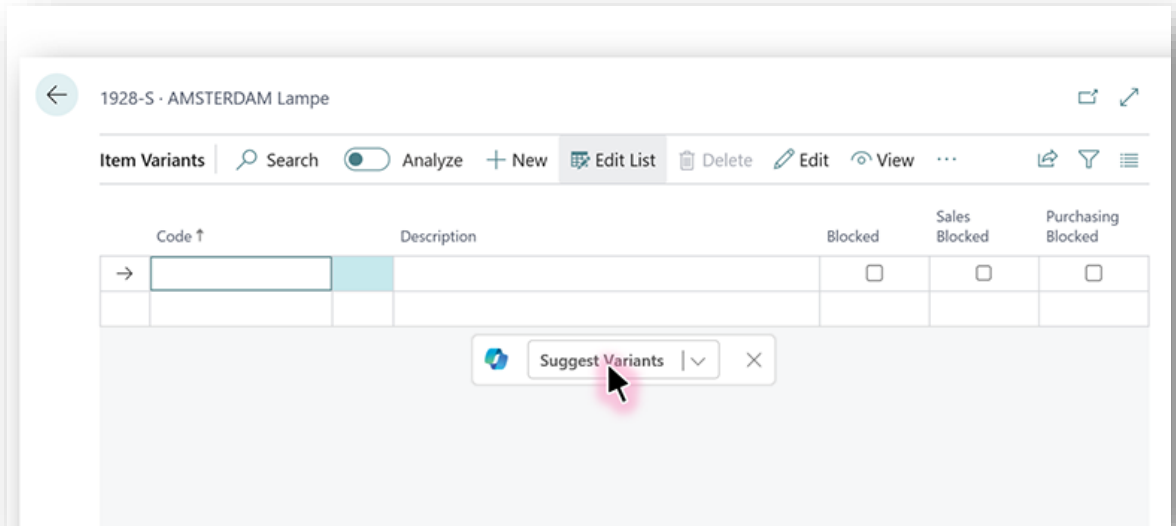 1928-S · AMSTERDAM Lampe
Item Variants Search Analyze + New Edit List Delete Edit View ···
Code ↑ Description Blocked Sales Blocked Purchasing Blocked
Suggest Variants